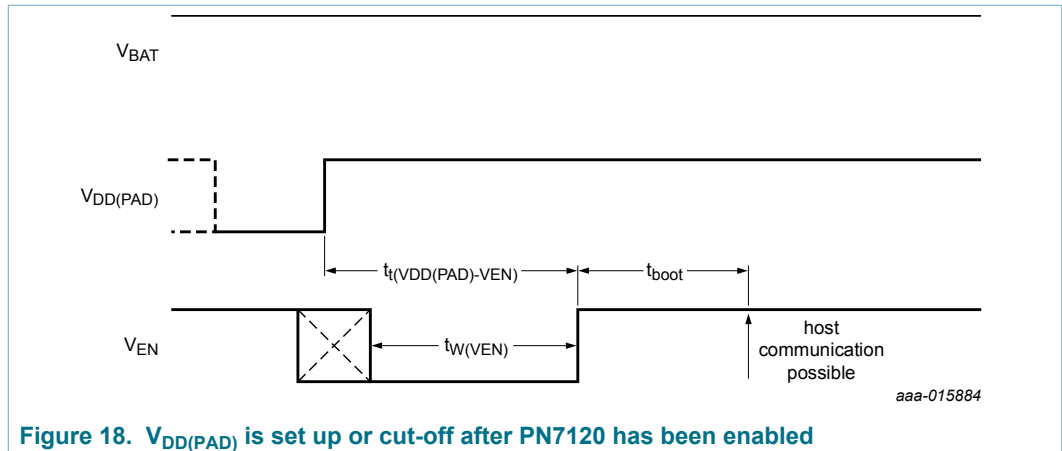 VBAT
VDD(PAD)
tt(VDD(PAD)-VEN)
tboot
VEN
tW(VEN)
host
communication
possible
aaa-015884
Figure 18. VDD(PAD) is set up or cut-off after PN7120 has been enabled